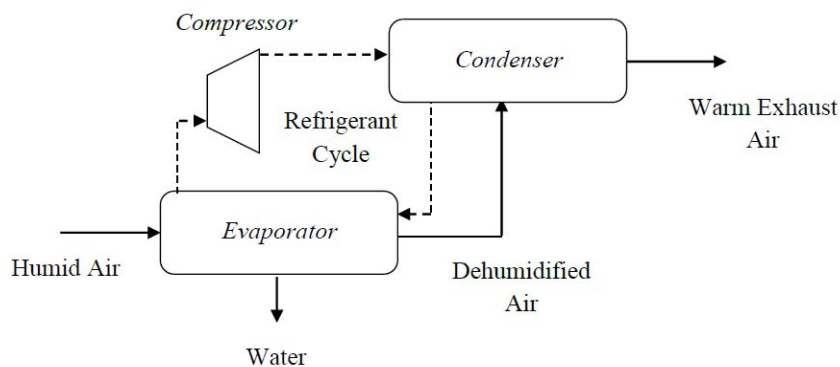 Compressor
Condenser
Warm Exhaust
Air
Refrigerant
Cycle
Evaporator
Humid Air
Dehumidified
Air
Water